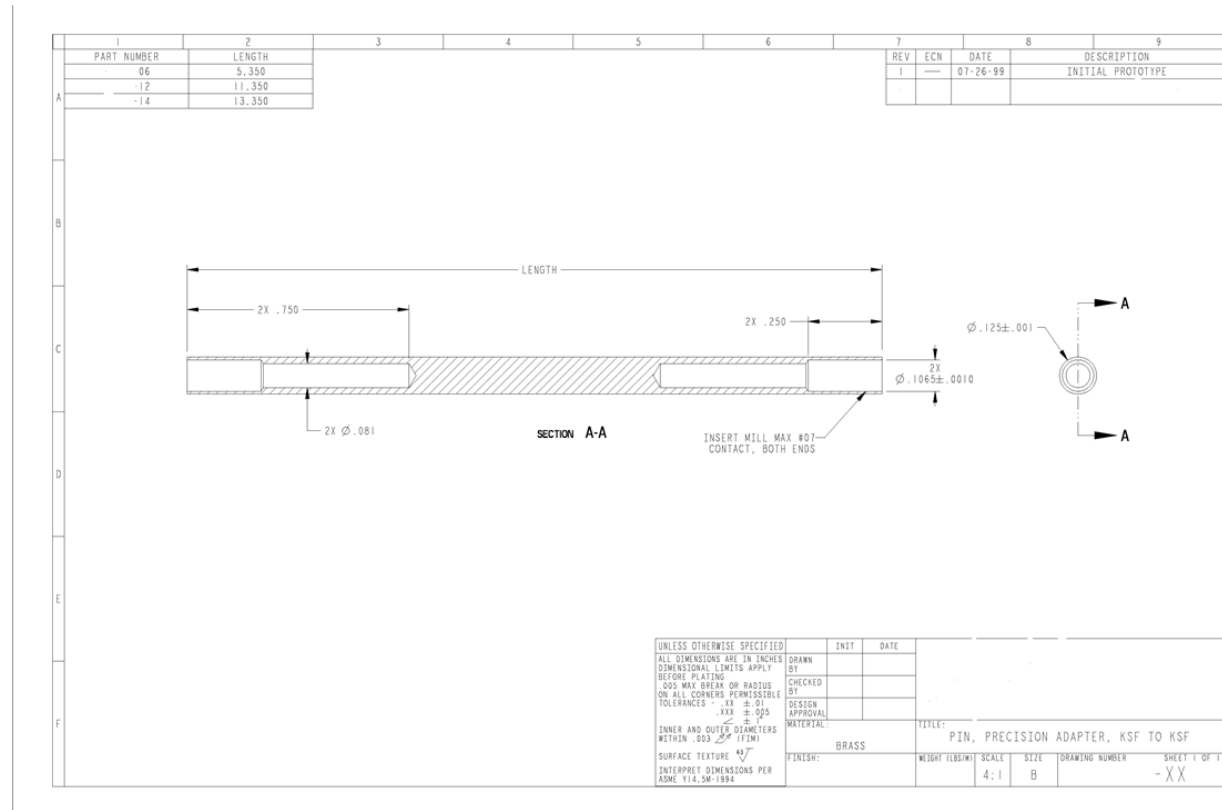 1 2 3 4 5 6 7 8 9
PART NUMBER LENGTH
06 5.350
-12 11.350
-14 13.350
REV ECN DATE DESCRIPTION
1 — 07-26-99 INITIAL PROTOTYPE
A
B
C
D
E
F
LENGTH
2X .750
2X .250
Ø.125±.001
A
2X
Ø.1065±.0010
2X Ø.081
SECTION A-A
INSERT MILL MAX #07
CONTACT, BOTH ENDS
A
UNLESS OTHERWISE SPECIFIED
ALL DIMENSIONS ARE IN INCHES
DIMENSIONAL LIMITS APPLY
BEFORE PLATING
.005 MAX BREAK OR RADIUS
ON ALL CORNERS PERMISSIBLE
TOLERANCES - .XX ±.01
.XXX ±.005
∠ ± 1°
INNER AND OUTER DIAMETERS
WITHIN .003 (FIM)
SURFACE TEXTURE 63
INTERPRET DIMENSIONS PER
ASME Y14.5M-1994
INIT DATE
DRAWN
BY
CHECKED
BY
DESIGN
APPROVAL
MATERIAL:
BRASS
FINISH:
TITLE:
PIN, PRECISION ADAPTER, KSF TO KSF
WEIGHT (LBS/M) SCALE SIZE DRAWING NUMBER SHEET 1 OF 1
4:1 B -XX